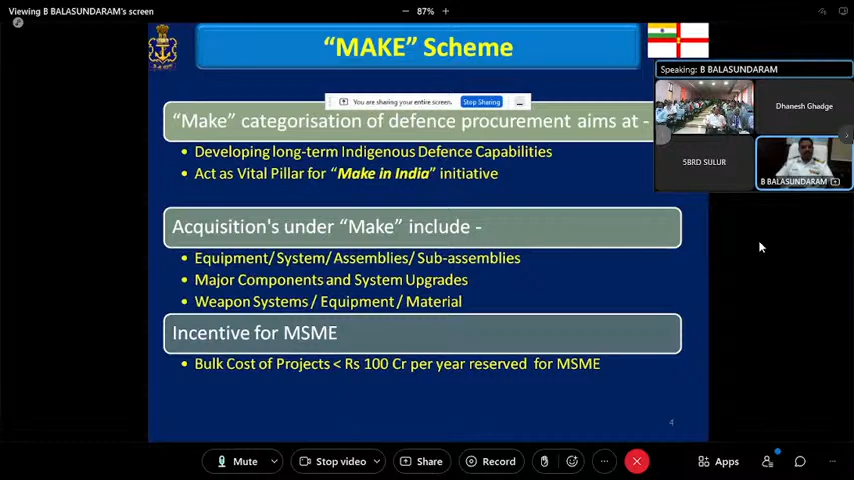 Viewing B BALASUNDARAM's screen
87%
"MAKE" Scheme
Speaking: B BALASUNDARAM
You are sharing your entire screen.
Stop Sharing
Dhanesh Ghadge
5BRD SULUR
B BALASUNDARAM
"Make" categorisation of defence procurement aims at -
• Developing long-term Indigenous Defence Capabilities
• Act as Vital Pillar for "Make in India" initiative
Acquisition's under "Make" include -
• Equipment/ System/ Assemblies/ Sub-assemblies
• Major Components and System Upgrades
• Weapon Systems / Equipment / Material
Incentive for MSME
• Bulk Cost of Projects < Rs 100 Cr per year reserved for MSME
4
Mute
Stop video
Share
Record
Apps